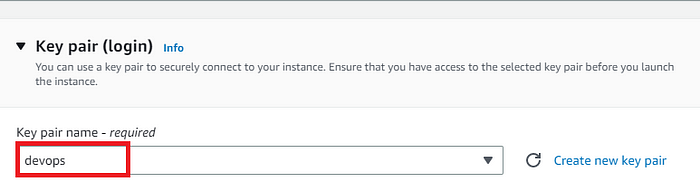 Key pair (login) Info
You can use a key pair to securely connect to your instance. Ensure that you have access to the selected key pair before you launch
the instance.
Key pair name - required
devops
Create new key pair